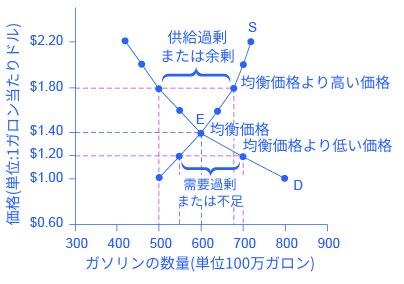 S
$2.20
供給過剰
または余剰
$1.80
均衡価格より高い価格
E
均衡価格
$1.40
均衡価格より低い価格
$1.20
$1.00
需要過剰
または不足
D
$0.60
300 400 500 600 700 800 900
価格(単位:1ガロン当たりドル)
ガソリンの数量(単位100万ガロン)